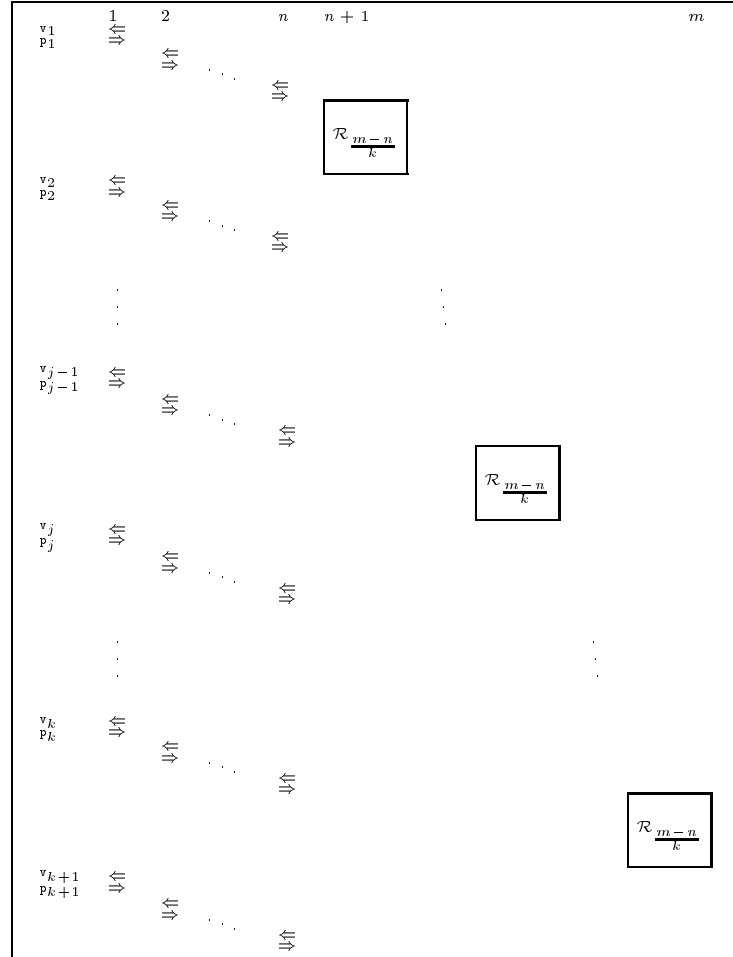 1 2 n n + 1 m
v1 ⇐
p1 ⇒
⇐
⇒
. . .
⇐
⇒
R m−n/k
v2 ⇐
p2 ⇒
⇐
⇒
. . .
⇐
⇒
. . . . . .
vj−1 ⇐
pj−1 ⇒
⇐
⇒
. . .
⇐
⇒
R m−n/k
vj ⇐
pj ⇒
⇐
⇒
. . .
⇐
⇒
. . . . . .
vk ⇐
pk ⇒
⇐
⇒
. . .
⇐
⇒
R m−n/k
vk+1 ⇐
pk+1 ⇒
⇐
⇒
. . .
⇐
⇒